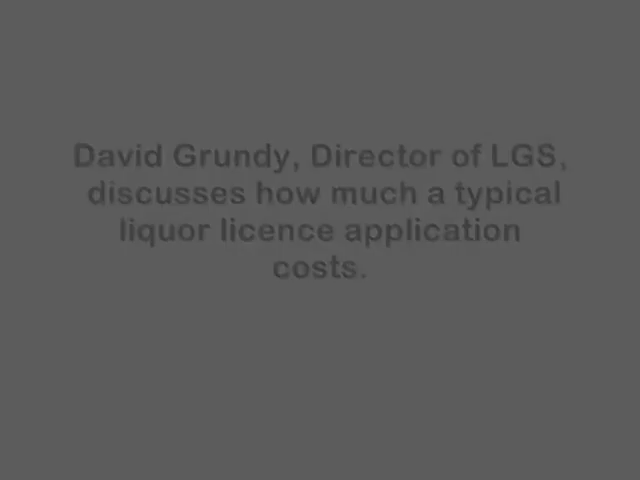 David Grundy, Director of LGS,
discusses how much a typical
liquor licence application
costs.